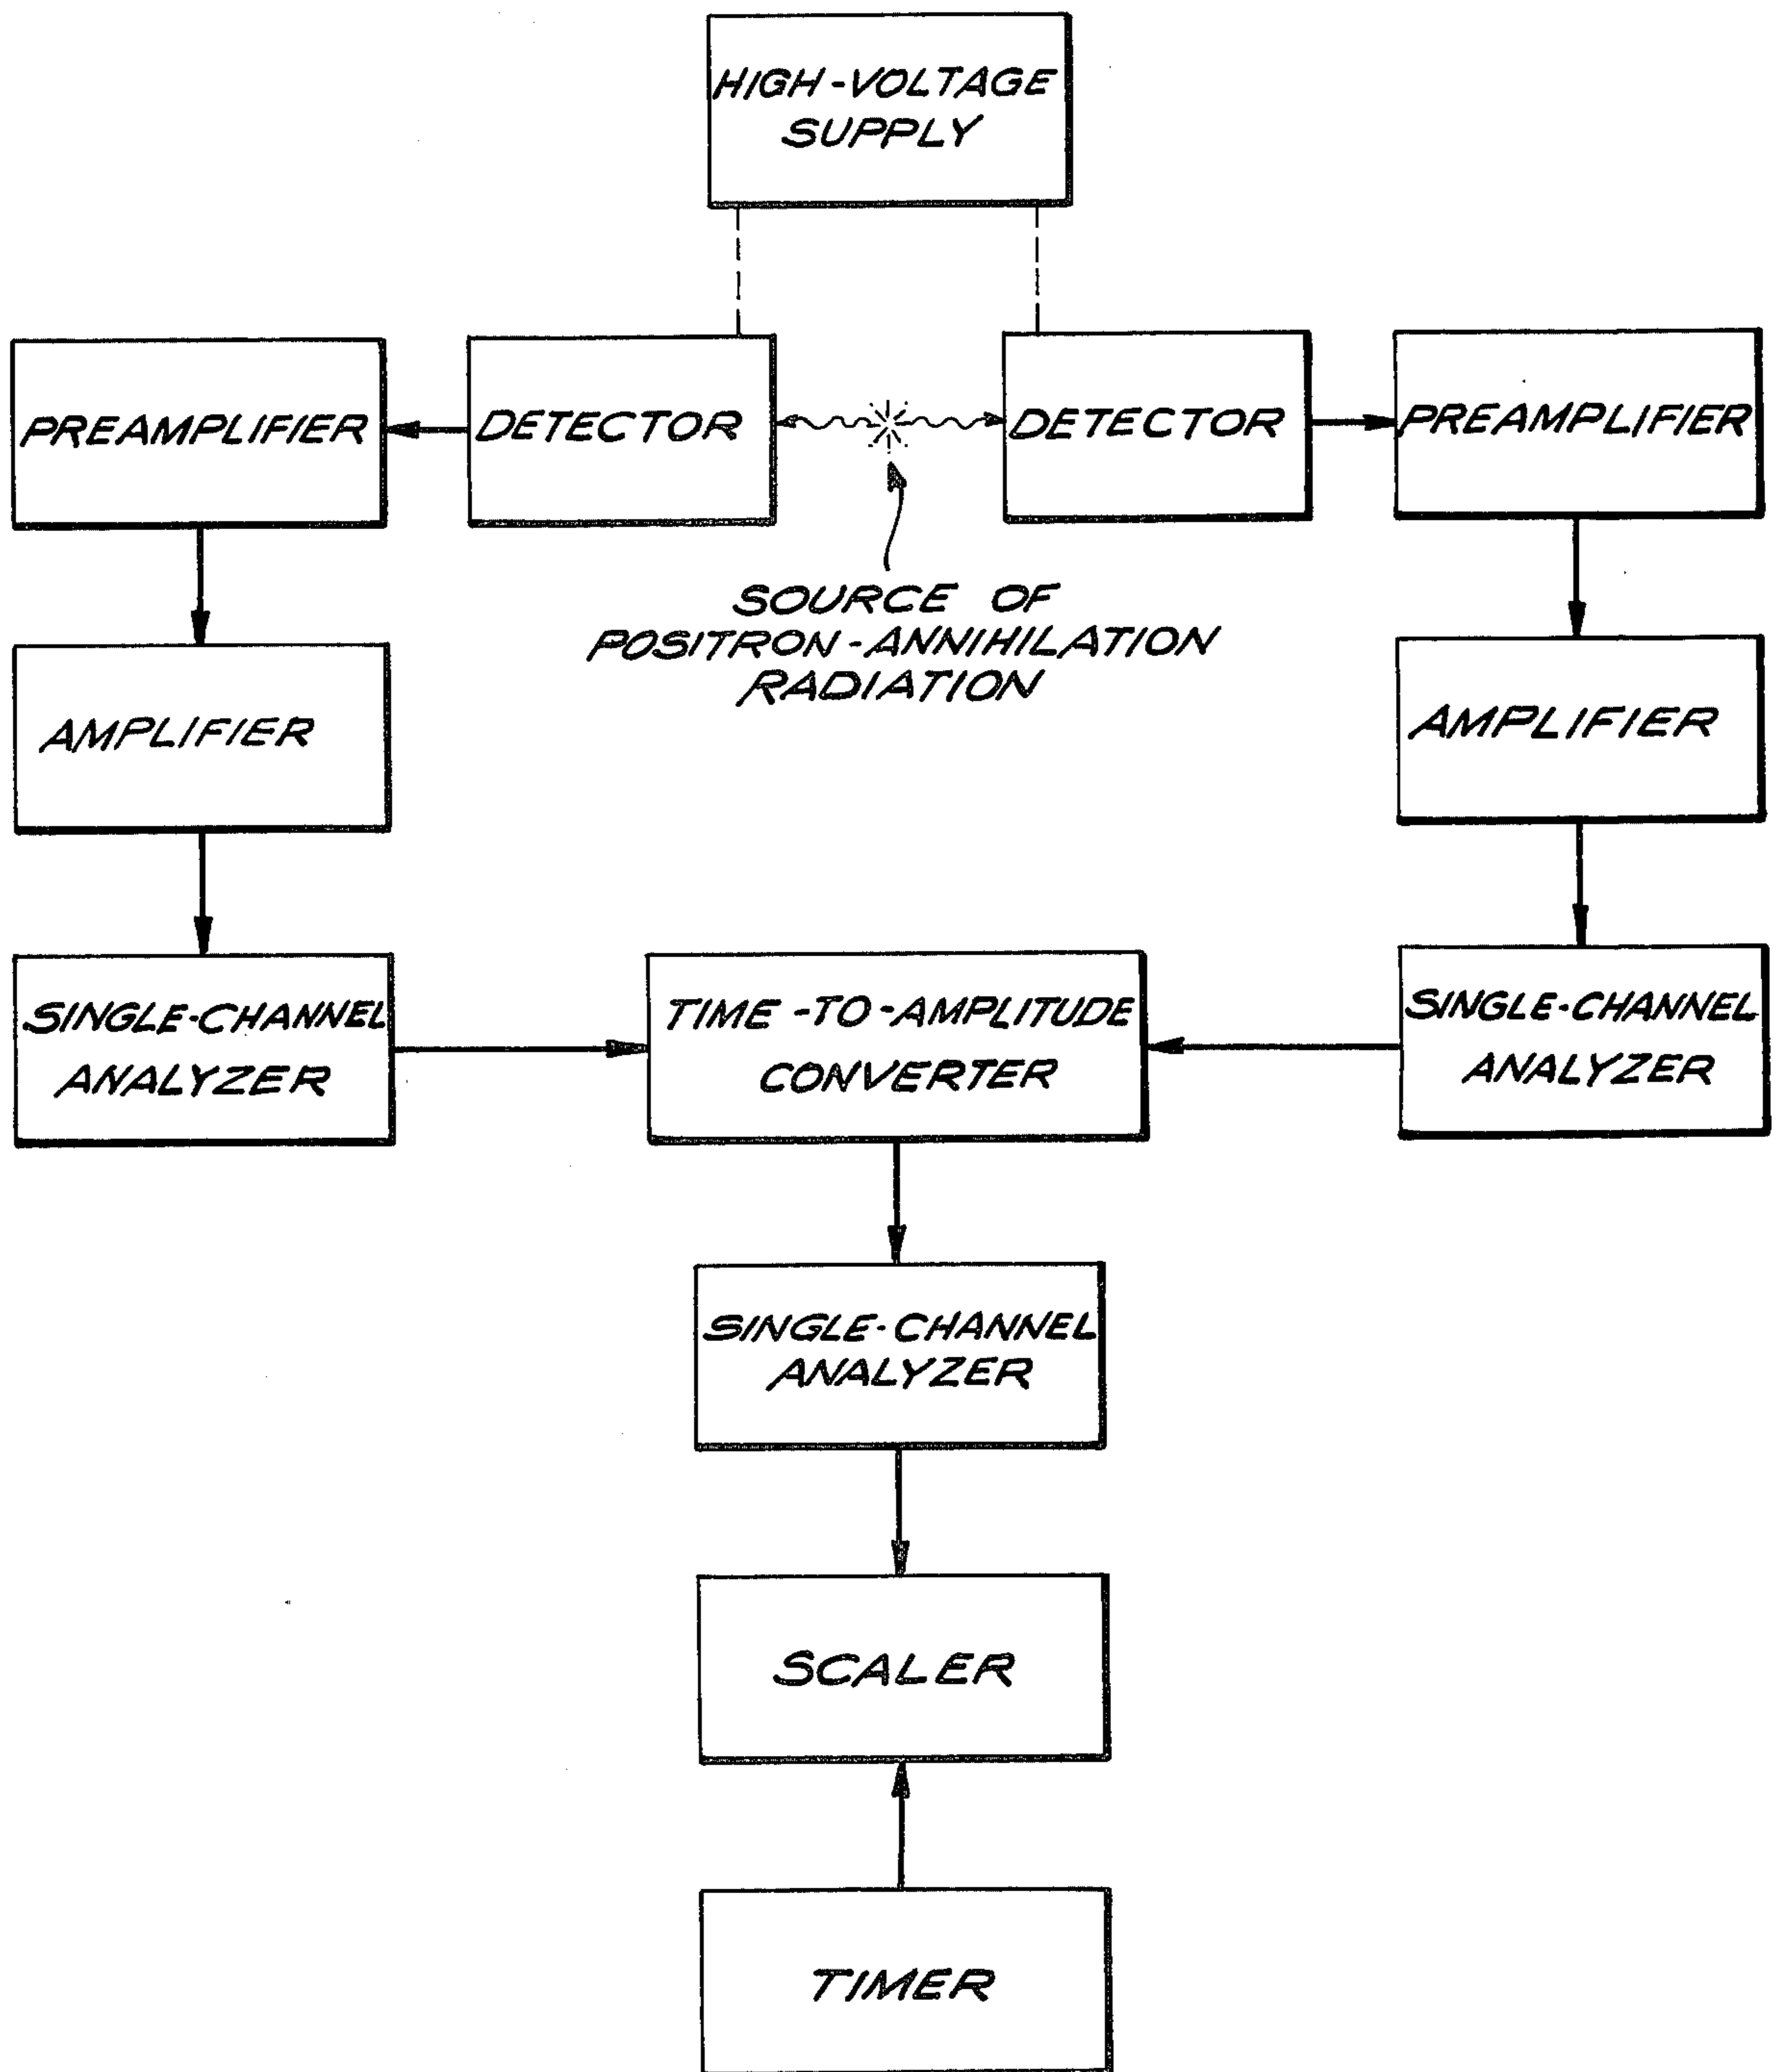 HIGH-VOLTAGE
SUPPLY
PREAMPLIFIER
DETECTOR
DETECTOR
PREAMPLIFIER
SOURCE OF
POSITRON-ANNIHILATION
RADIATION
AMPLIFIER
AMPLIFIER
SINGLE-CHANNEL
ANALYZER
TIME-TO-AMPLITUDE
CONVERTER
SINGLE-CHANNEL
ANALYZER
SINGLE-CHANNEL
ANALYZER
SCALER
TIMER